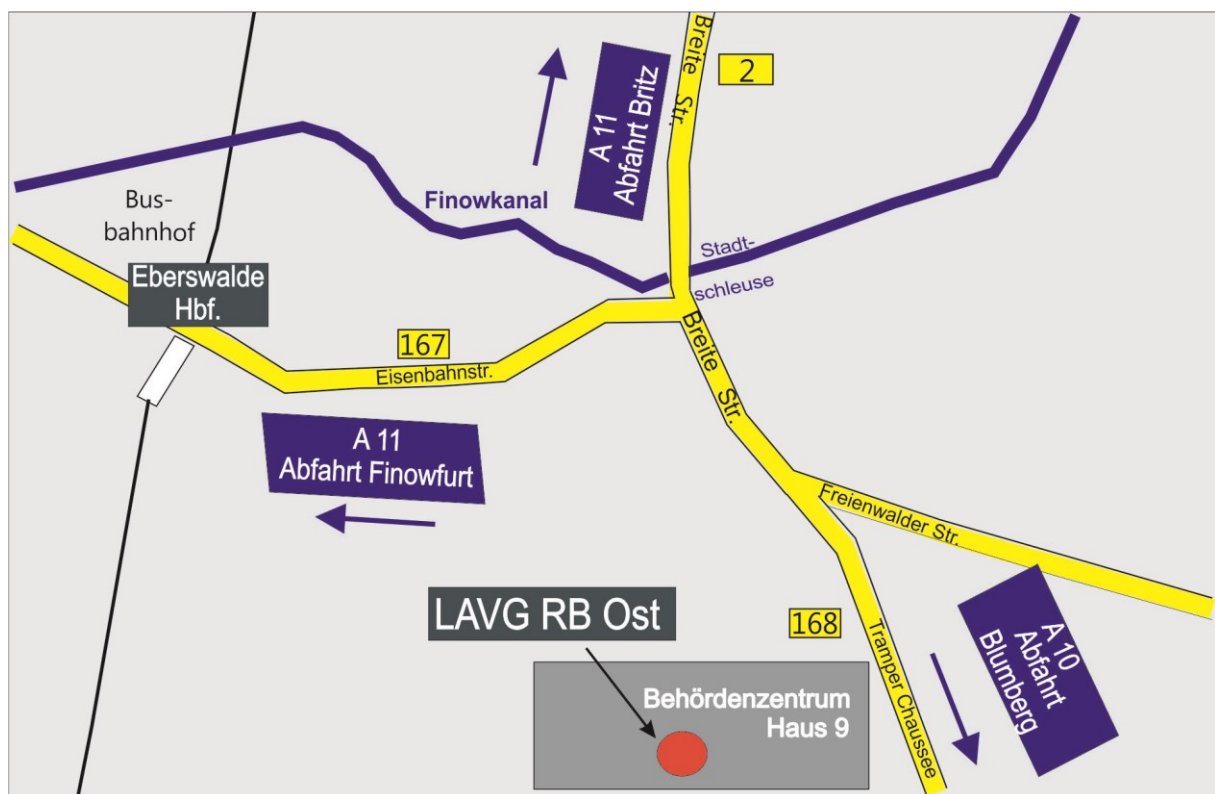 Breite
Str.
2
A 11
Abfahrt Britz
Bus-
bahnhof
Finowkanal
Stadt-
schleuse
Eberswalde
Hbf.
167
Eisenbahnstr.
Breite Str.
A 11
Abfahrt Finowfurt
Freienwalder Str.
LAVG RB Ost
168
Tramper Chaussee
A 10
Abfahrt
Blumberg
Behördenzentrum
Haus 9